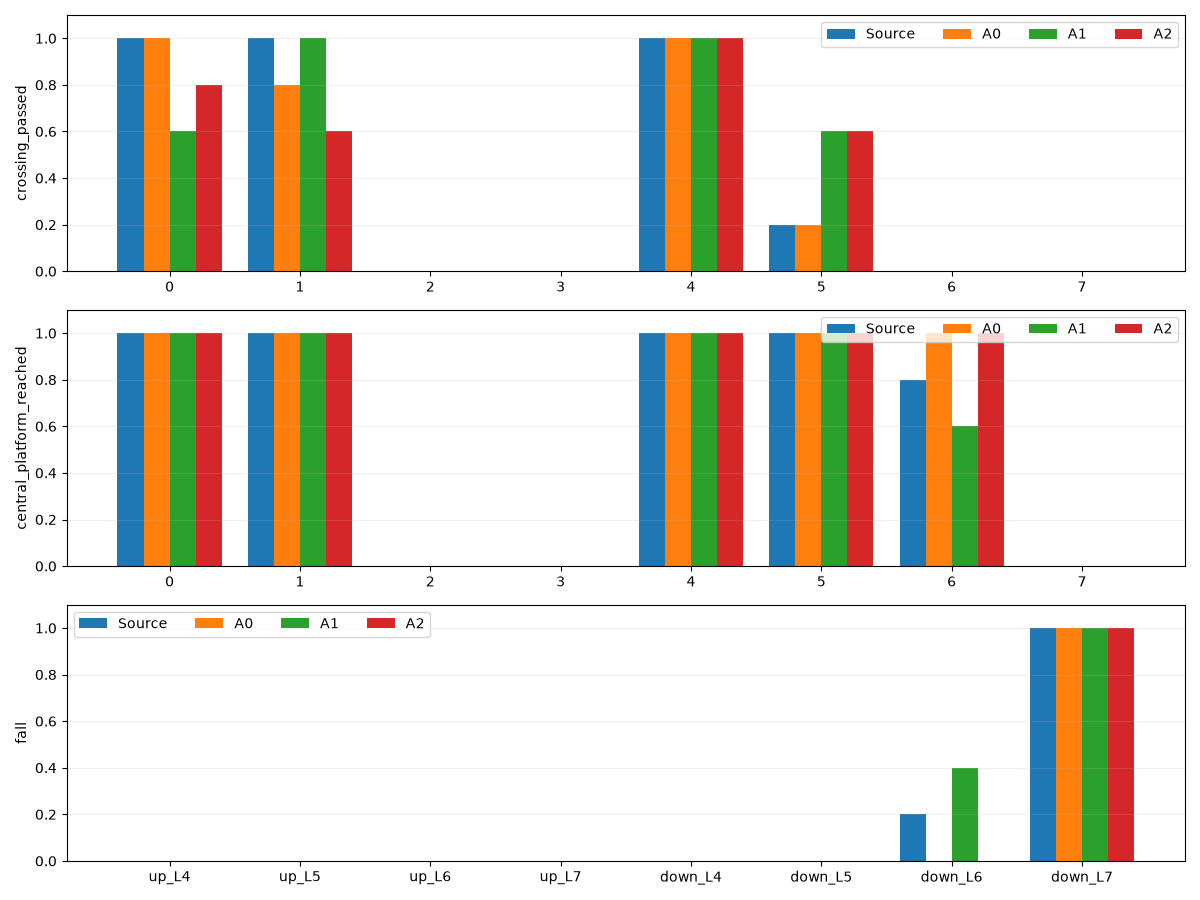 crossing_passed
1.0
0.8
0.6
0.4
0.2
0.0
Source A0 A1 A2
0 1 2 3 4 5 6 7
central_platform_reached
1.0
0.8
0.6
0.4
0.2
0.0
Source A0 A1 A2
0 1 2 3 4 5 6 7
fall
1.0
0.8
0.6
0.4
0.2
0.0
Source A0 A1 A2
up_L4 up_L5 up_L6 up_L7 down_L4 down_L5 down_L6 down_L7